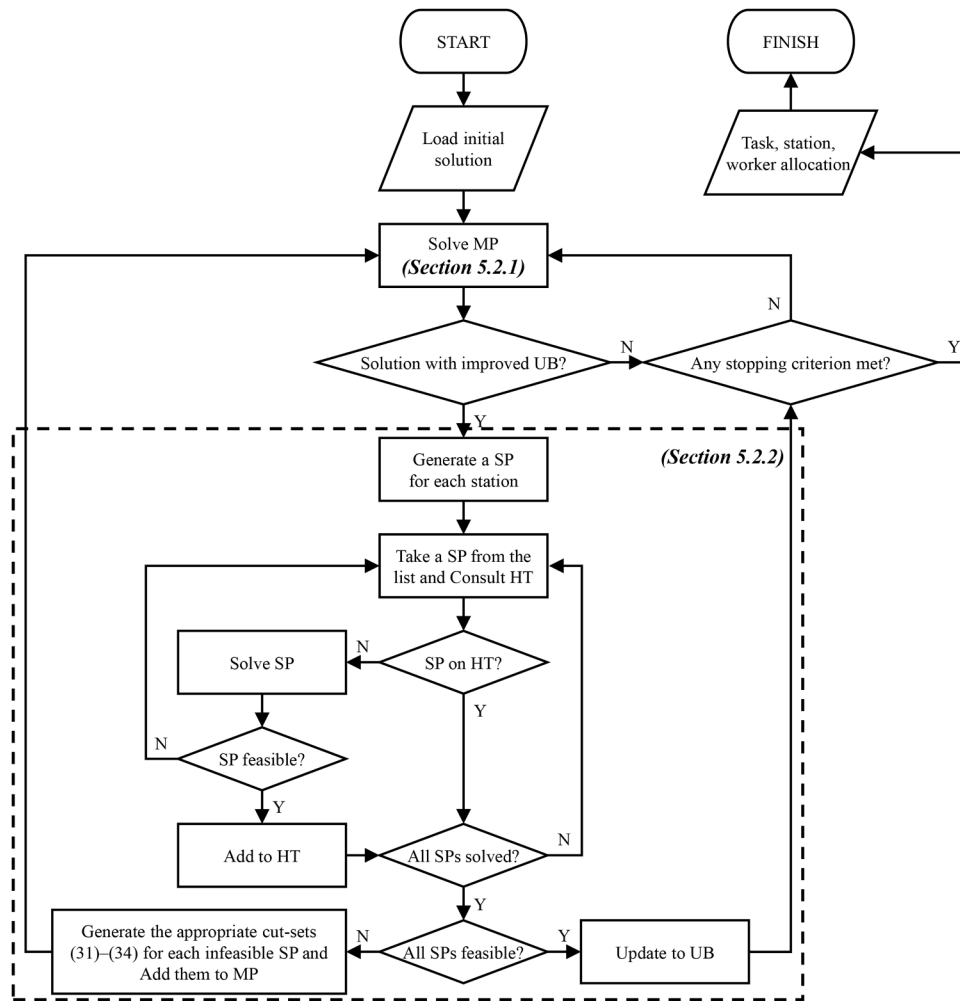 START
FINISH
Load initial
solution
Task, station,
worker allocation
Solve MP
(Section 5.2.1)
N
Solution with improved UB?
N
Any stopping criterion met?
Y
Y
(Section 5.2.2)
Generate a SP
for each station
Take a SP from the
list and Consult HT
Solve SP
N
SP on HT?
Y
N
SP feasible?
Y
Add to HT
All SPs solved?
N
Y
Generate the appropriate cut-sets
(31)–(34) for each infeasible SP and
Add them to MP
N
All SPs feasible?
Y
Update to UB